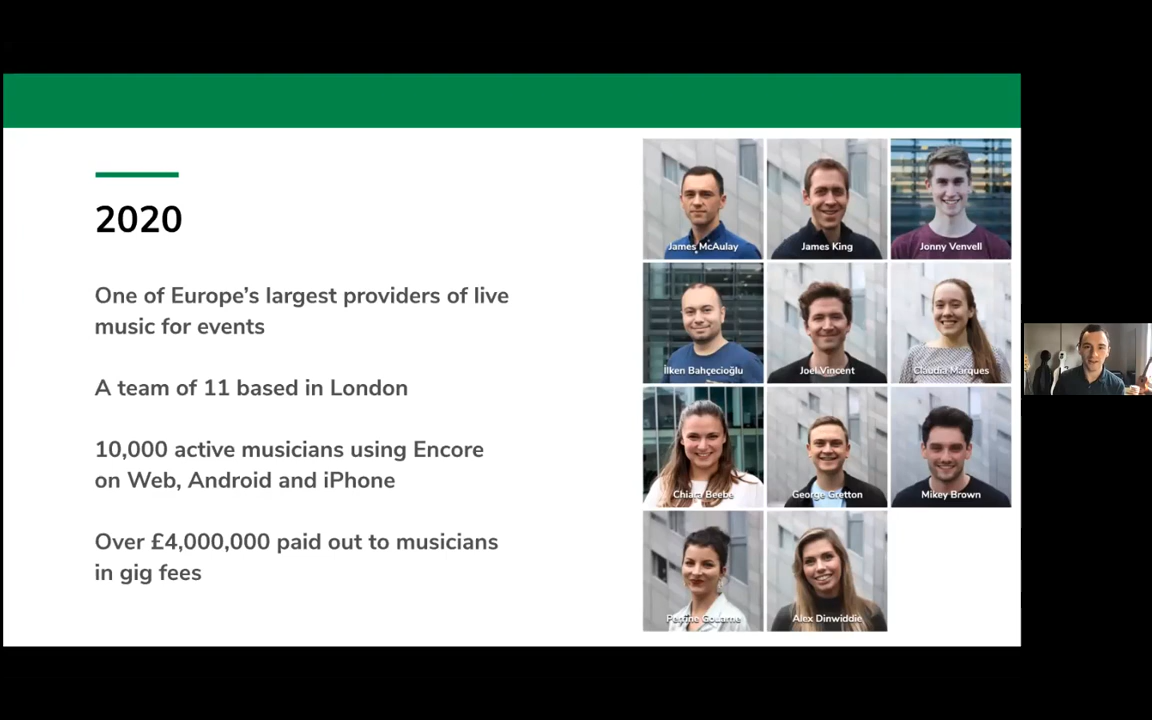 2020
One of Europe's largest providers of live
music for events
A team of 11 based in London
10,000 active musicians using Encore
on Web, Android and iPhone
Over £4,000,000 paid out to musicians
in gig fees
James McAulay
James King
Jonny Venvell
İlken Bahçecioğlu
Joel Vincent
Claudia Marques
Chiara Beebe
George Gretton
Mikey Brown
Perrine Gouarne
Alex Dinwiddie